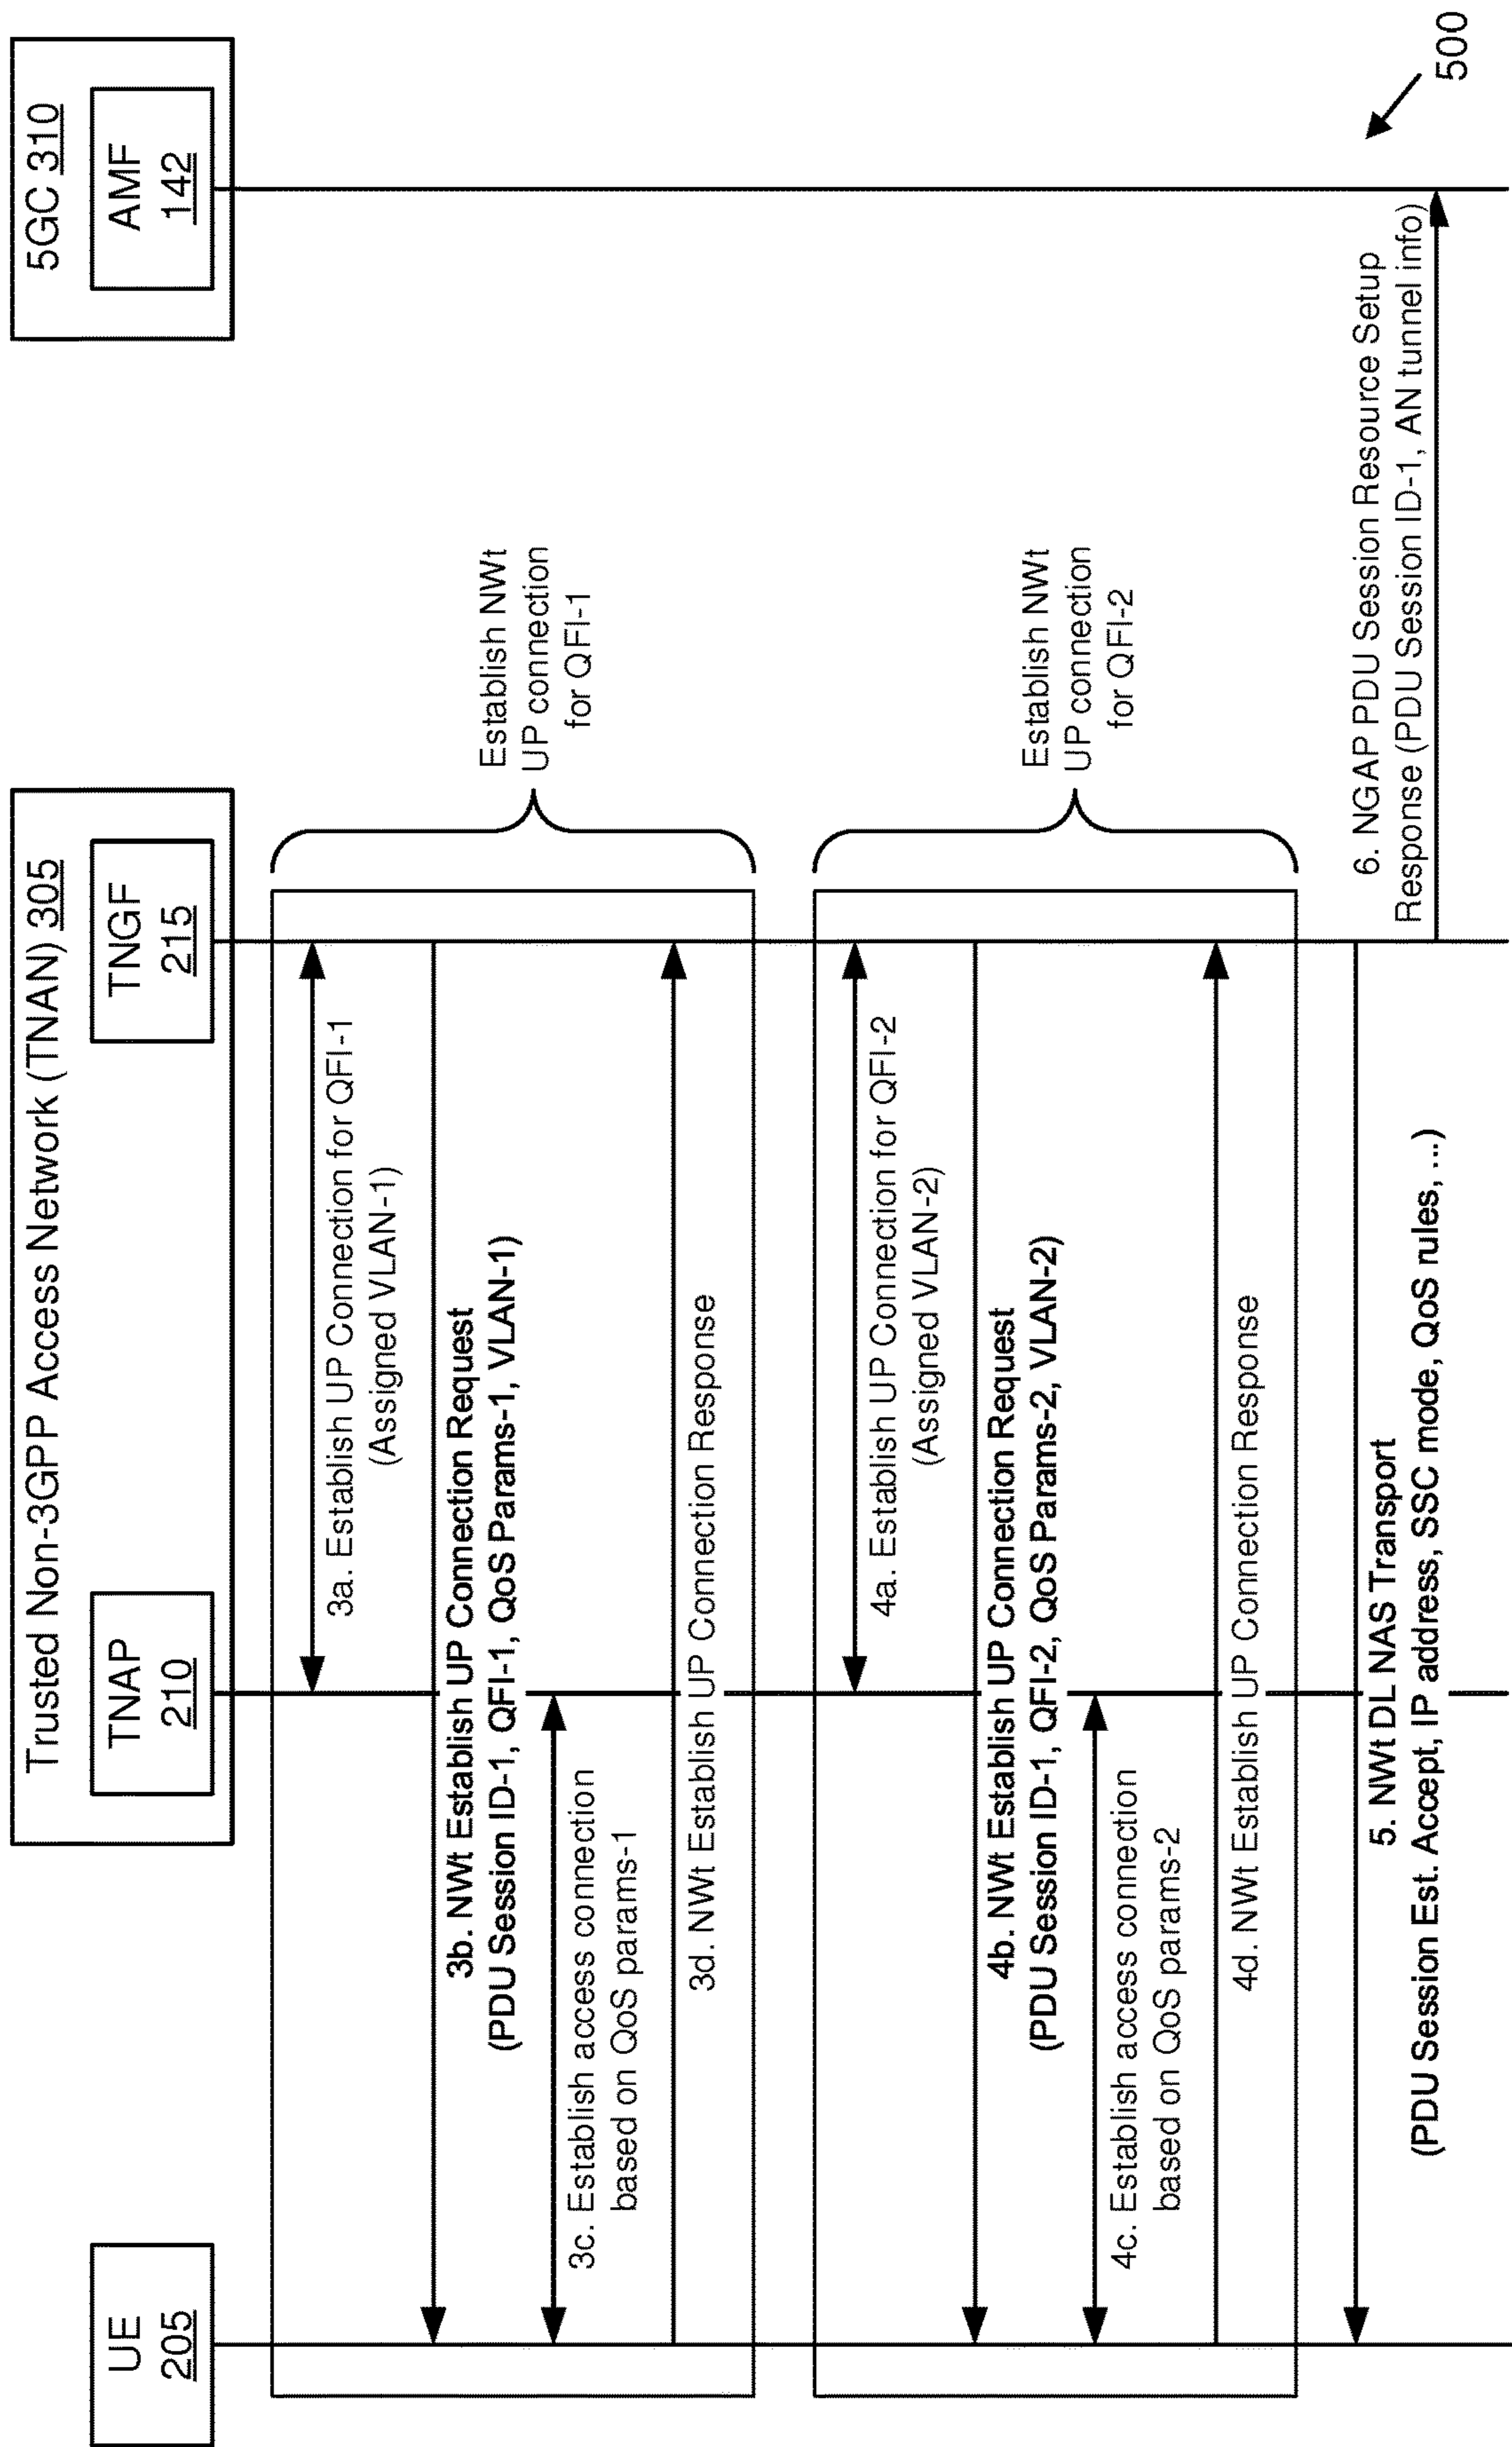 UE
205
Trusted Non-3GPP Access Network (TNAN) 305
TNAP
210
TNGF
215
5GC 310
AMF
142
3a. Establish UP Connection for QFI-1
(Assigned VLAN-1)
3b. NWt Establish UP Connection Request
(PDU Session ID-1, QFI-1, QoS Params-1, VLAN-1)
3c. Establish access connection
based on QoS params-1
3d. NWt Establish UP Connection Response
Establish NWt
UP connection
for QFI-1
4a. Establish UP Connection for QFI-2
(Assigned VLAN-2)
4b. NWt Establish UP Connection Request
(PDU Session ID-1, QFI-2, QoS Params-2, VLAN-2)
4c. Establish access connection
based on QoS params-2
4d. NWt Establish UP Connection Response
Establish NWt
UP connection
for QFI-2
5. NWt DL NAS Transport
(PDU Session Est. Accept, IP address, SSC mode, QoS rules, ...)
6. NGAP PDU Session Resource Setup
Response (PDU Session ID-1, AN tunnel info)
500